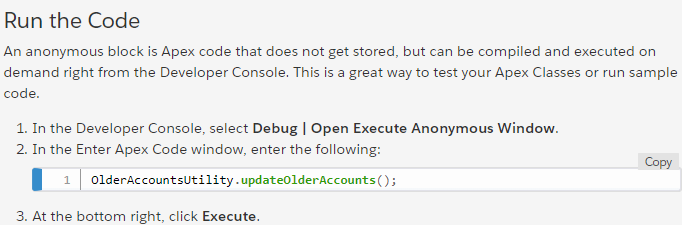 Run the Code
An anonymous block is Apex code that does not get stored, but can be compiled and executed on
demand right from the Developer Console. This is a great way to test your Apex Classes or run sample
code.
1. In the Developer Console, select Debug | Open Execute Anonymous Window.
2. In the Enter Apex Code window, enter the following:
Copy
1 OlderAccountsUtility.updateOlderAccounts();
3. At the bottom right, click Execute.